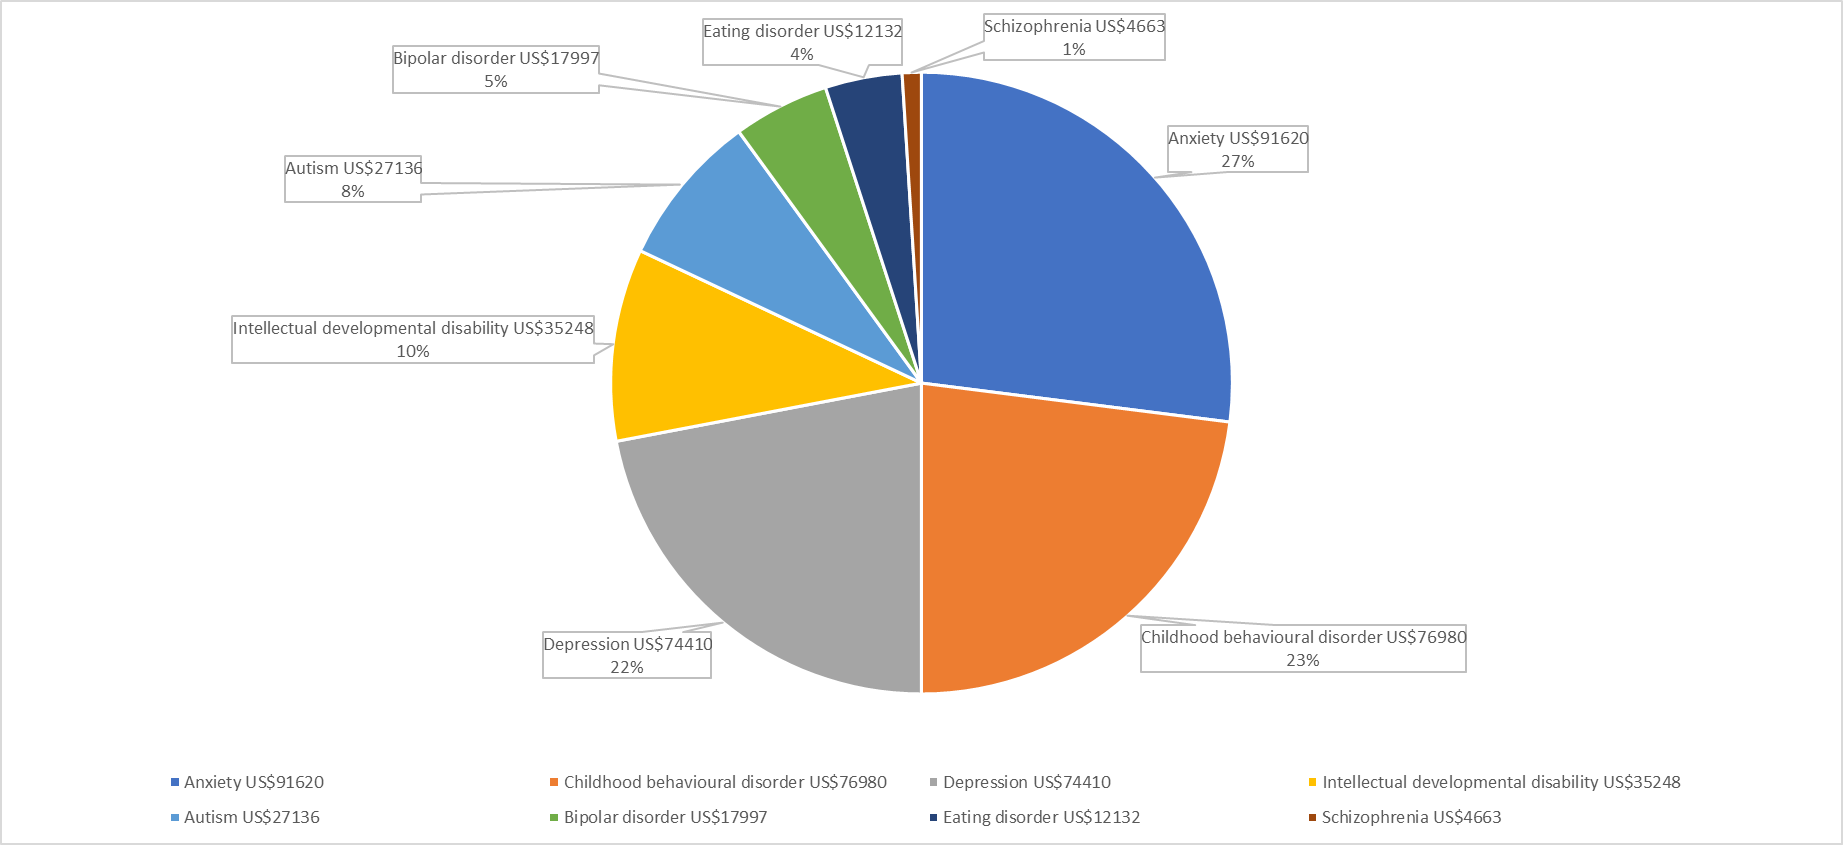 Eating disorder US$12132
4%
Schizophrenia US$4663
1%
Bipolar disorder US$17997
5%
Anxiety US$91620
27%
Autism US$27136
8%
Intellectual developmental disability US$35248
10%
Depression US$74410
22%
Childhood behavioural disorder US$76980
23%
Anxiety US$91620
Childhood behavioural disorder US$76980
Depression US$74410
Intellectual developmental disability US$35248
Autism US$27136
Bipolar disorder US$17997
Eating disorder US$12132
Schizophrenia US$4663